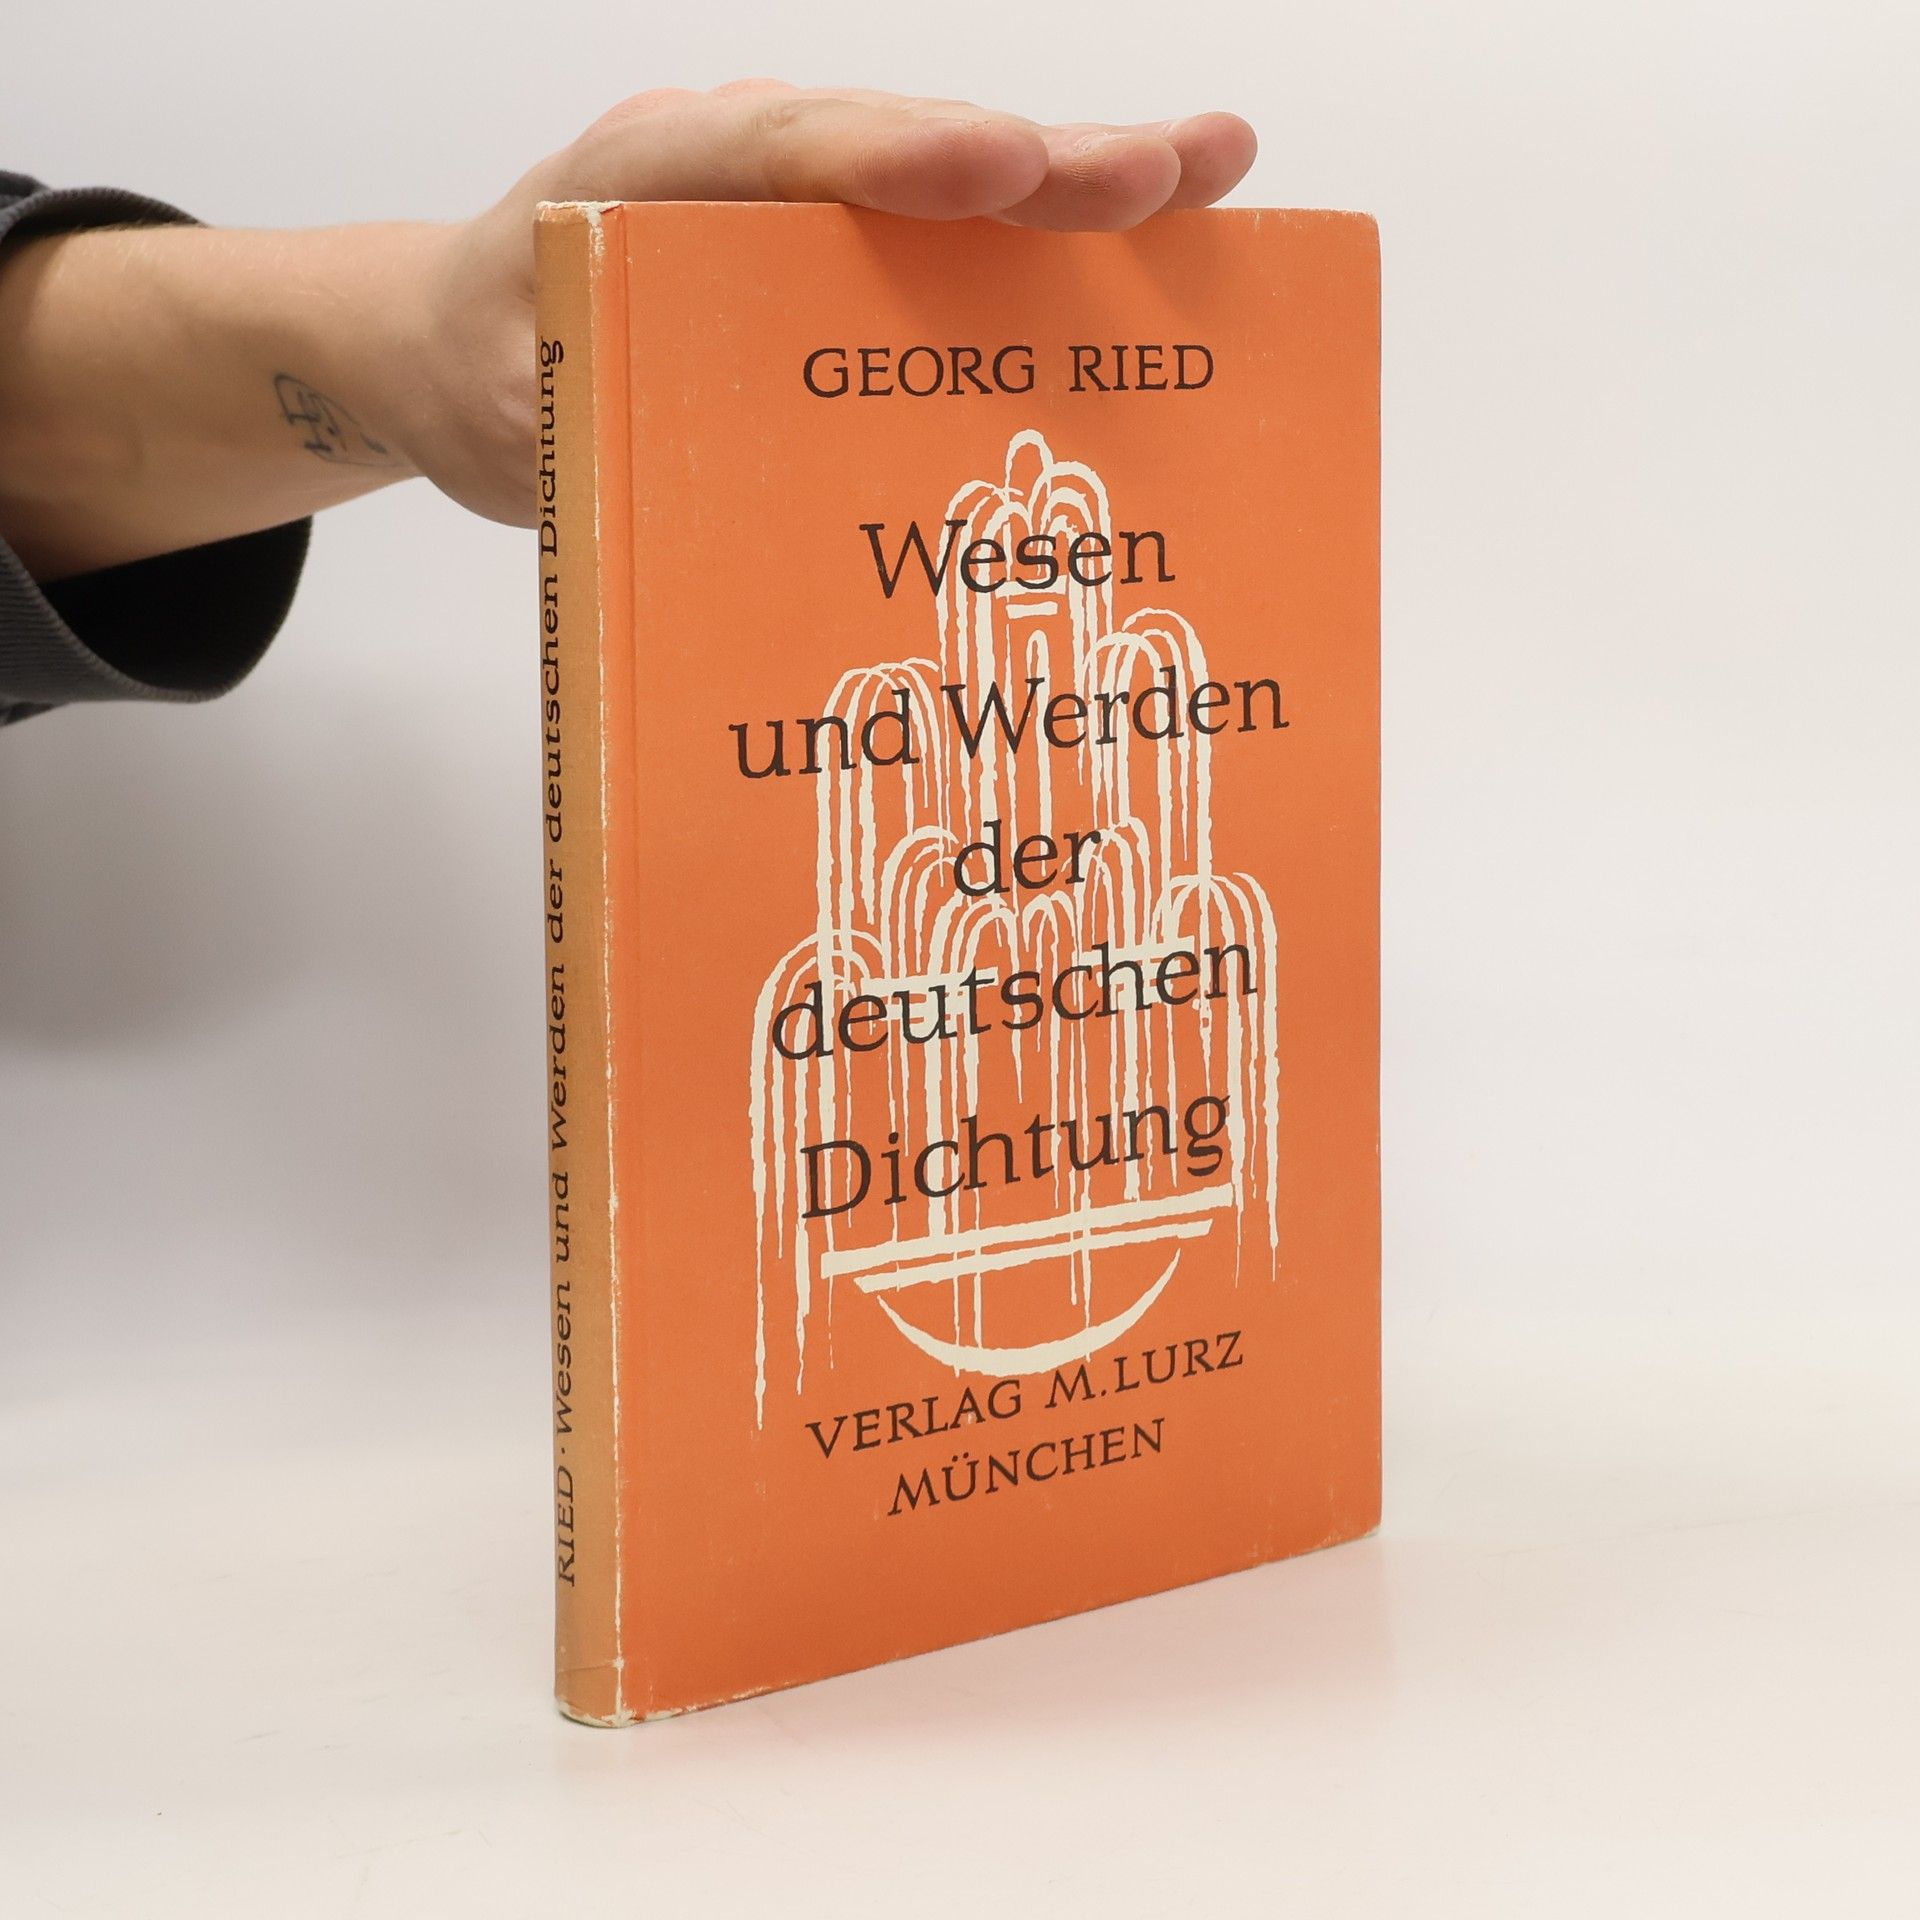 RIED · Wesen und Werden der deutschen Dichtung
GEORG RIED
Wesen
und Werden
der
deutschen
Dichtung
VERLAG M. LURZ
MÜNCHEN